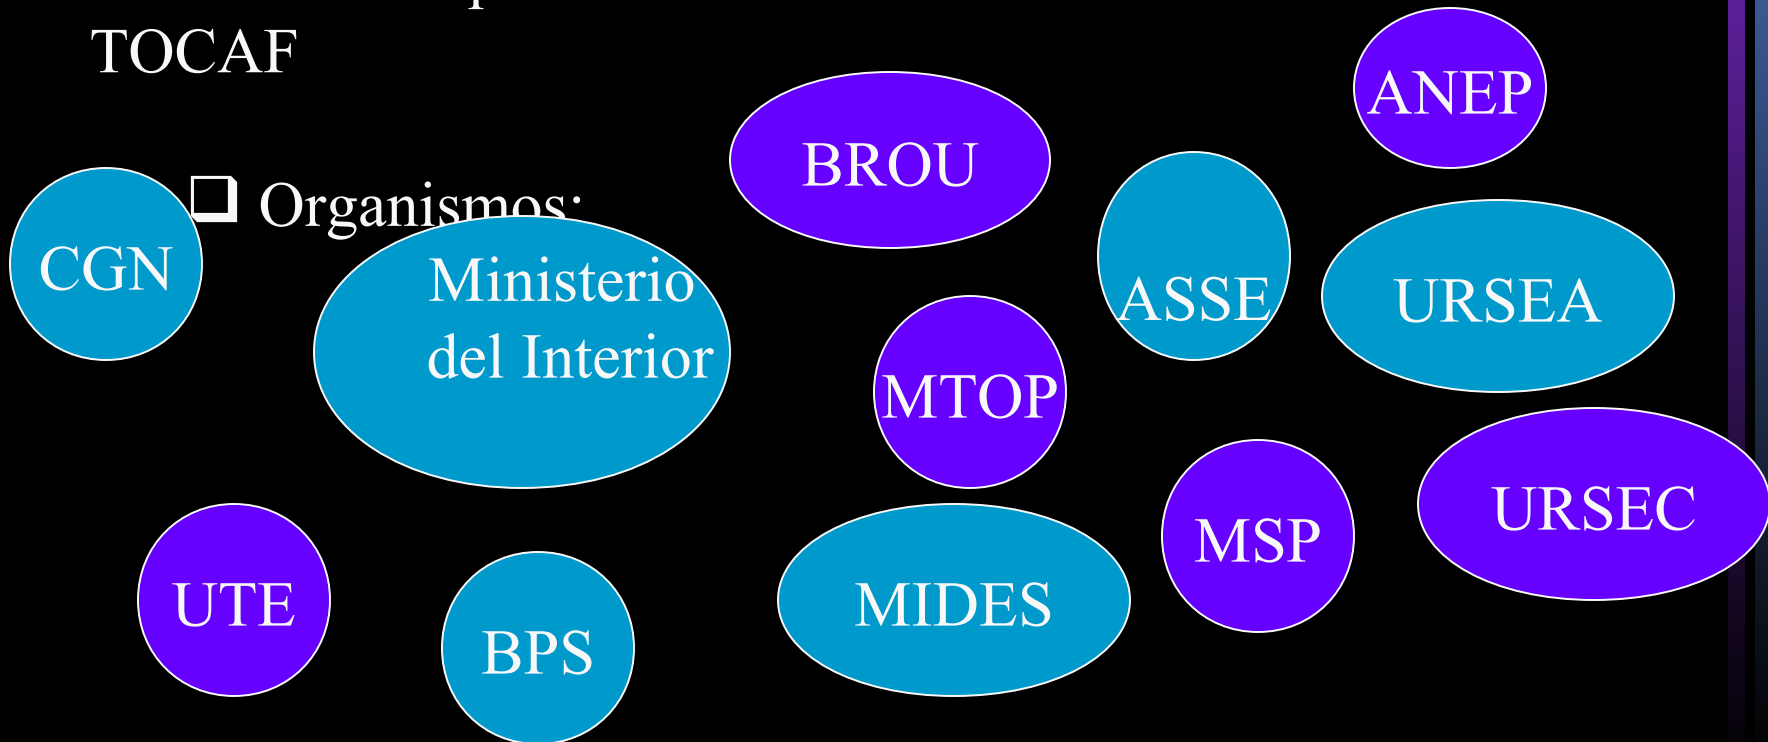 TOCAF
ANEP
BROU
Organismos:
CGN
Ministerio
del Interior
ASSE
URSEA
MTOP
URSEC
MSP
UTE
MIDES
BPS